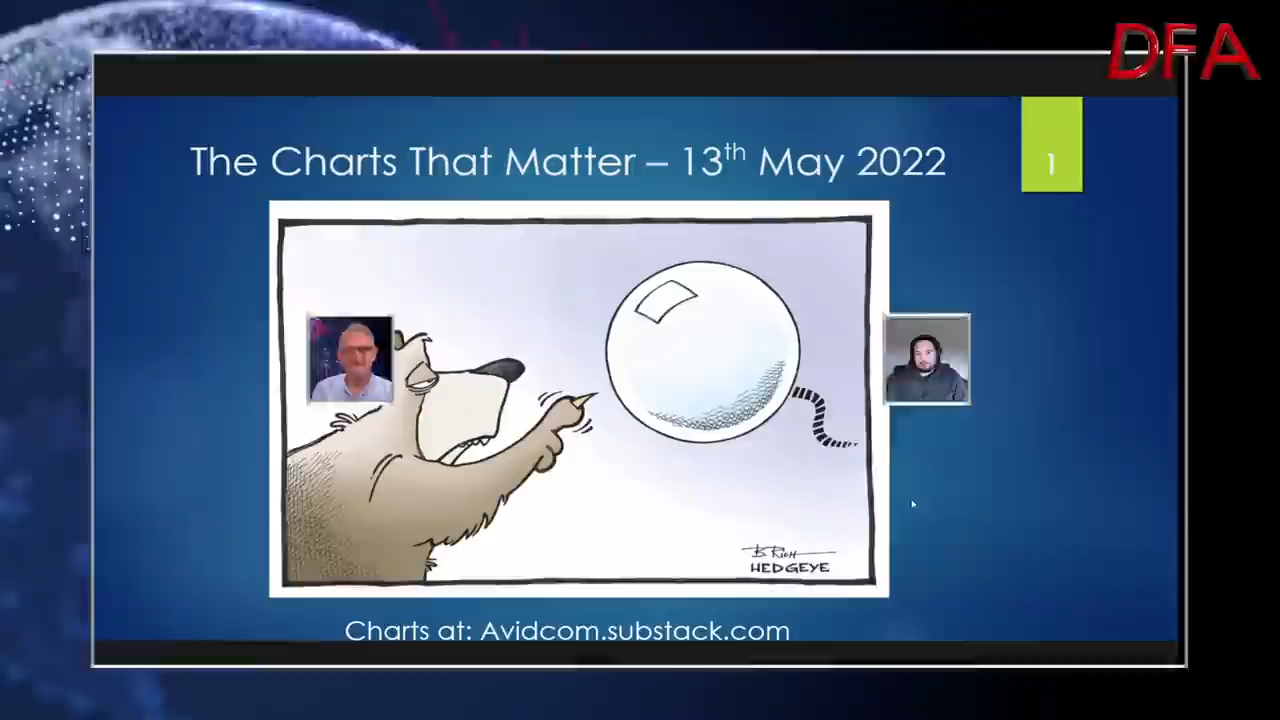 DFA
The Charts That Matter – 13th May 2022
1
B Rich
HEDGEYE
Charts at: Avidcom.substack.com